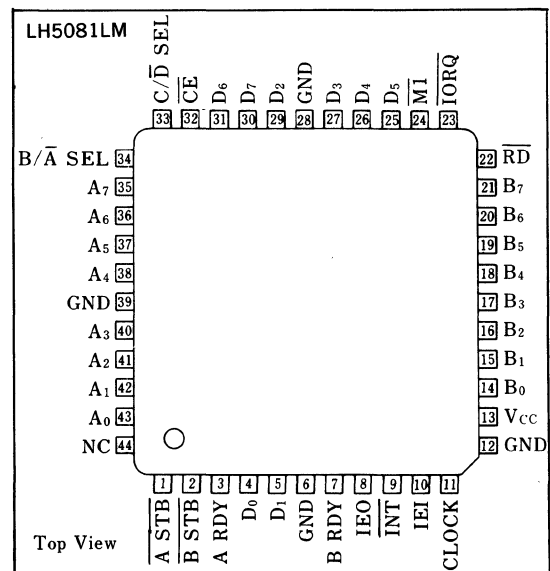 LH5081LM
C/D̅ SEL
C̅E̅
D₆
D₇
D₂
GND
D₃
D₄
D₅
M̅1̅
I̅O̅R̅Q̅
33 32 31 30 29 28 27 26 25 24 23
B/A̅ SEL 34
A₇ 35
A₆ 36
A₅ 37
A₄ 38
GND 39
A₃ 40
A₂ 41
A₁ 42
A₀ 43
NC 44
22 R̅D̅
21 B₇
20 B₆
19 B₅
18 B₄
17 B₃
16 B₂
15 B₁
14 B₀
13 VCC
12 GND
1 2 3 4 5 6 7 8 9 10 11
A̅ S̅T̅B̅
B̅ S̅T̅B̅
A RDY
D₀
D₁
GND
B RDY
IEO
I̅N̅T̅
IEI
CLOCK
Top View